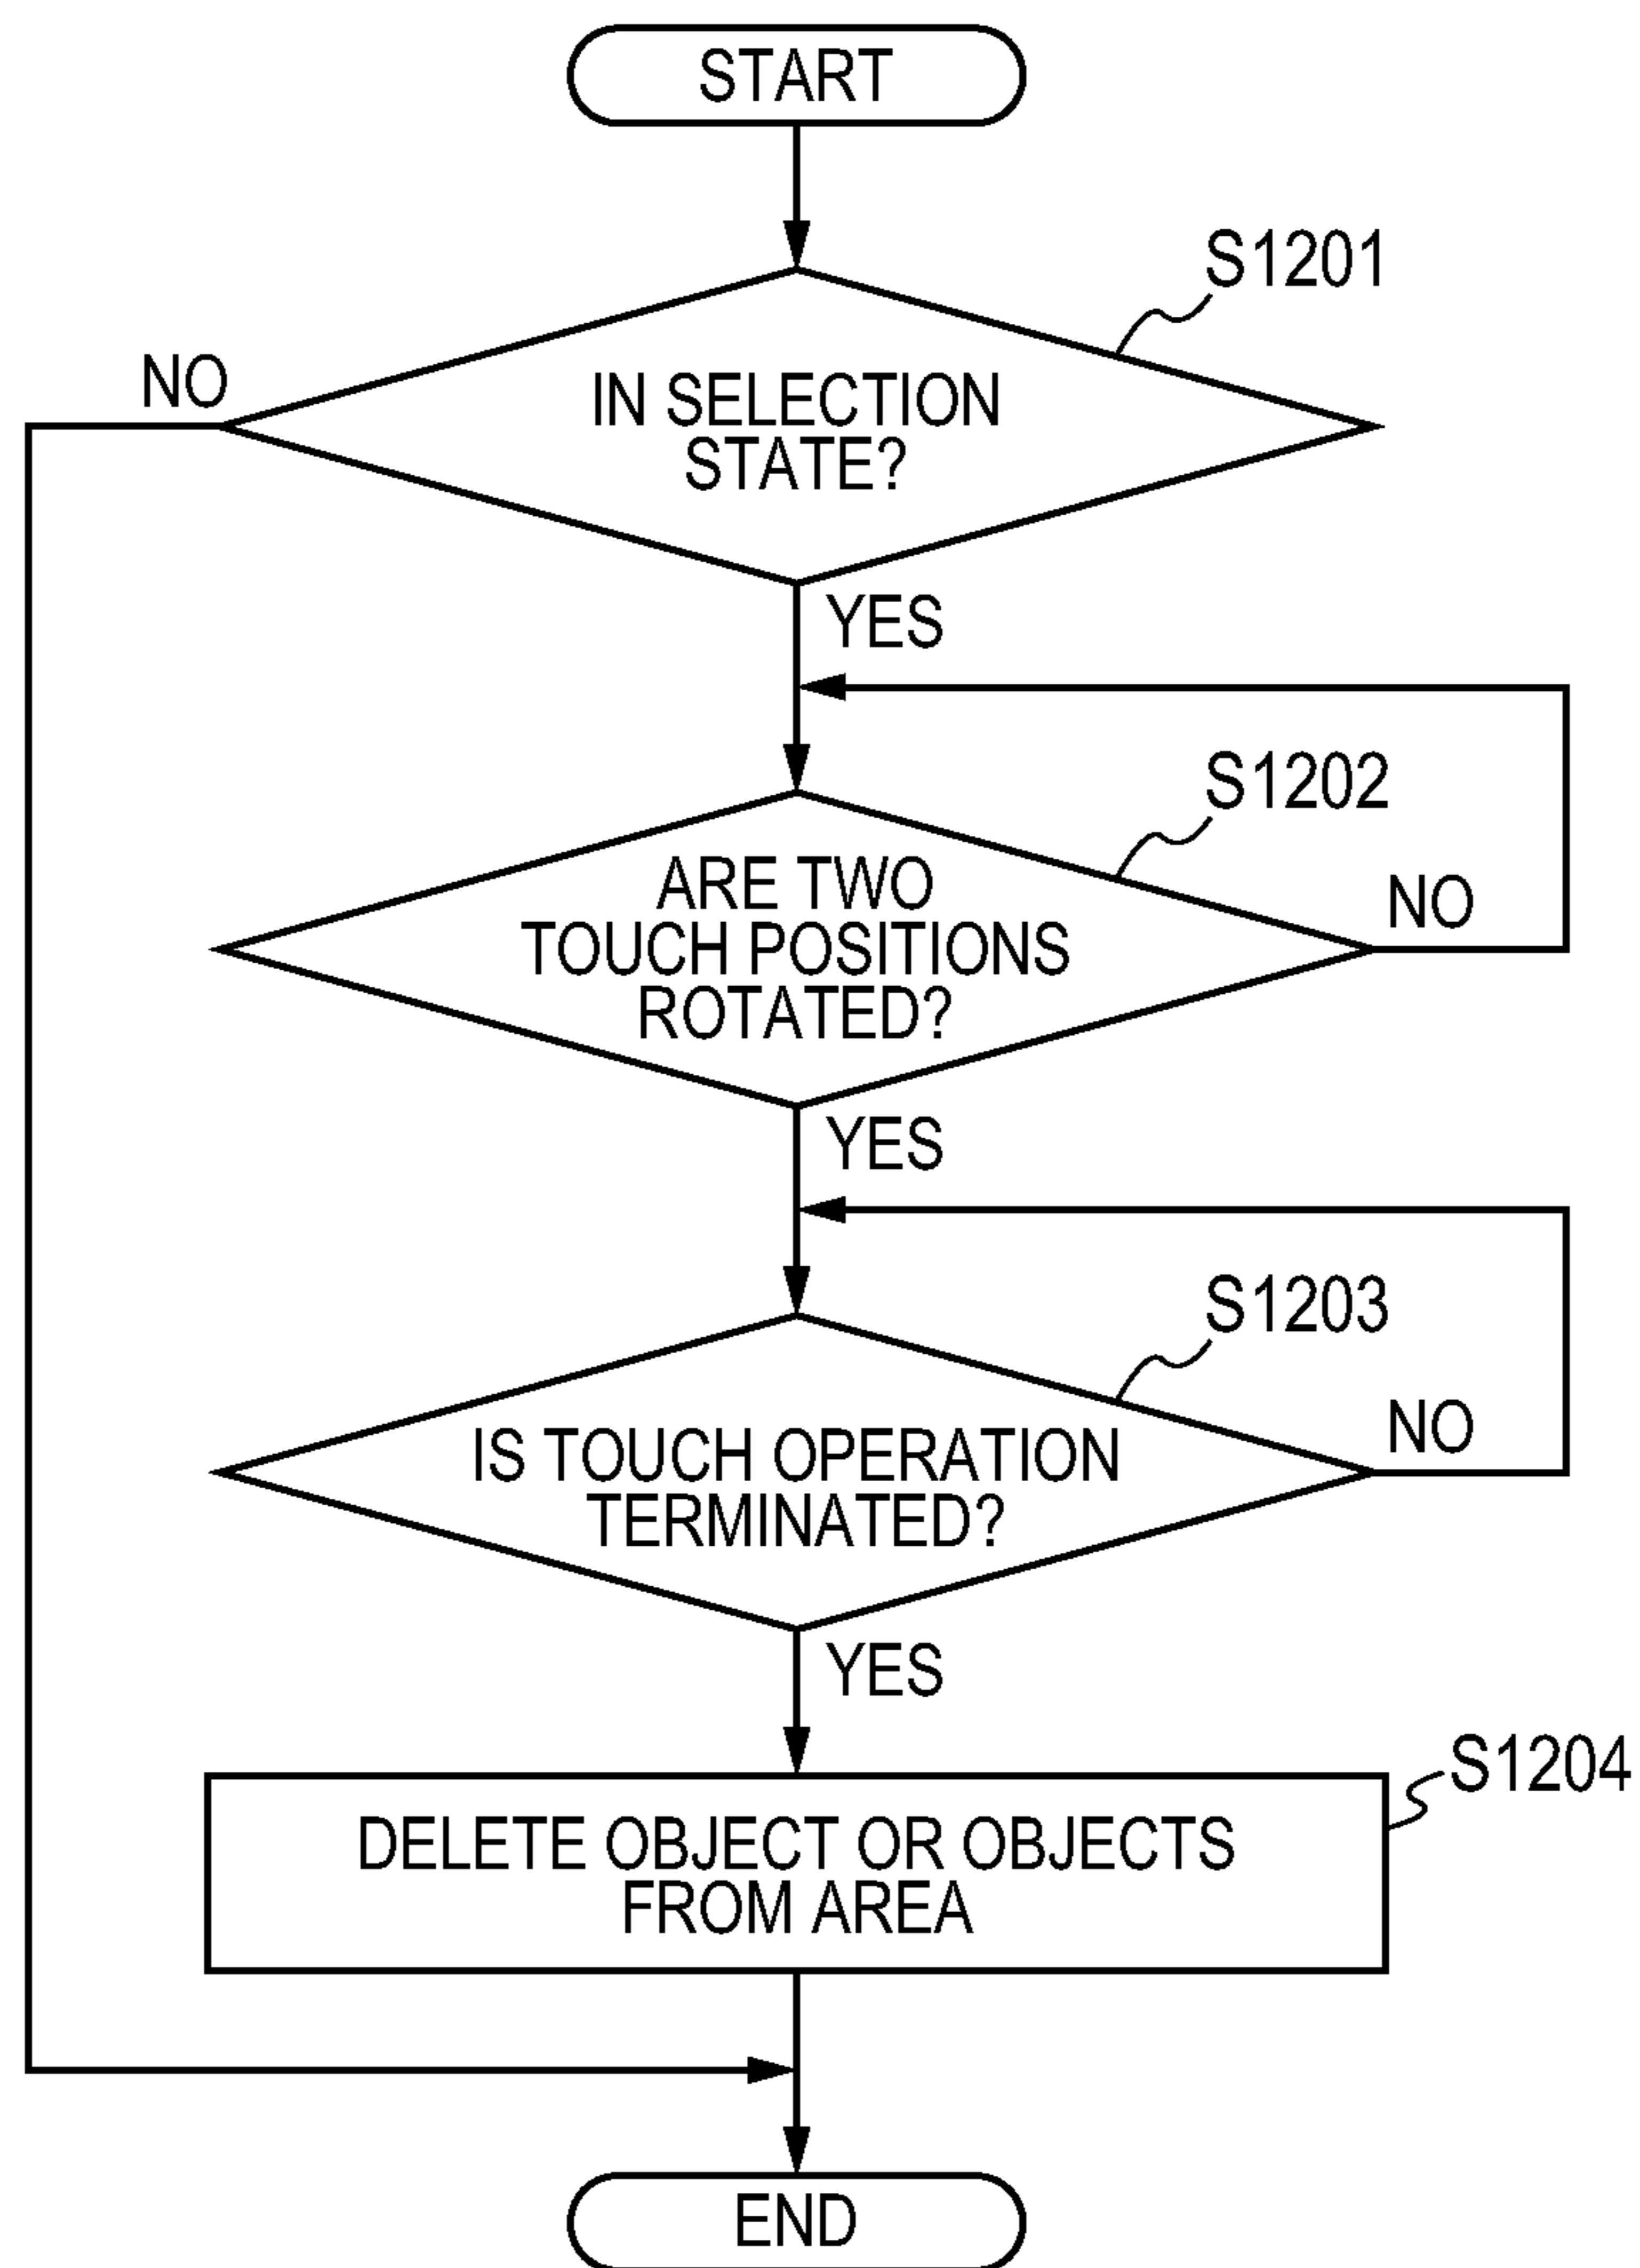 START
S1201
NO
IN SELECTION
STATE?
YES
S1202
ARE TWO
TOUCH POSITIONS
ROTATED?
NO
YES
S1203
IS TOUCH OPERATION
TERMINATED?
NO
YES
S1204
DELETE OBJECT OR OBJECTS
FROM AREA
END